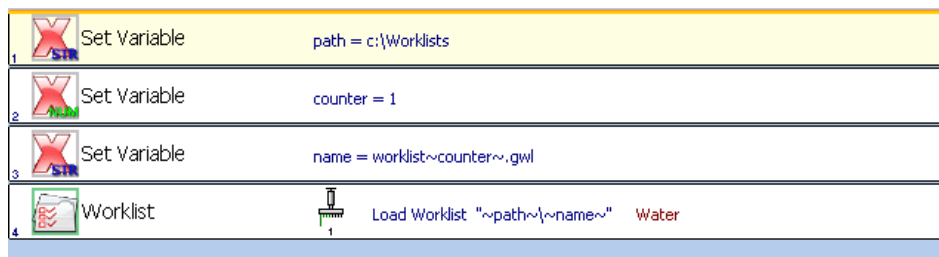 STR Set Variable path = c:\Worklists
1
NUM Set Variable counter = 1
2
STR Set Variable name = worklist~counter~.gwl
3
Worklist Load Worklist "~path~\~name~" Water
4 1